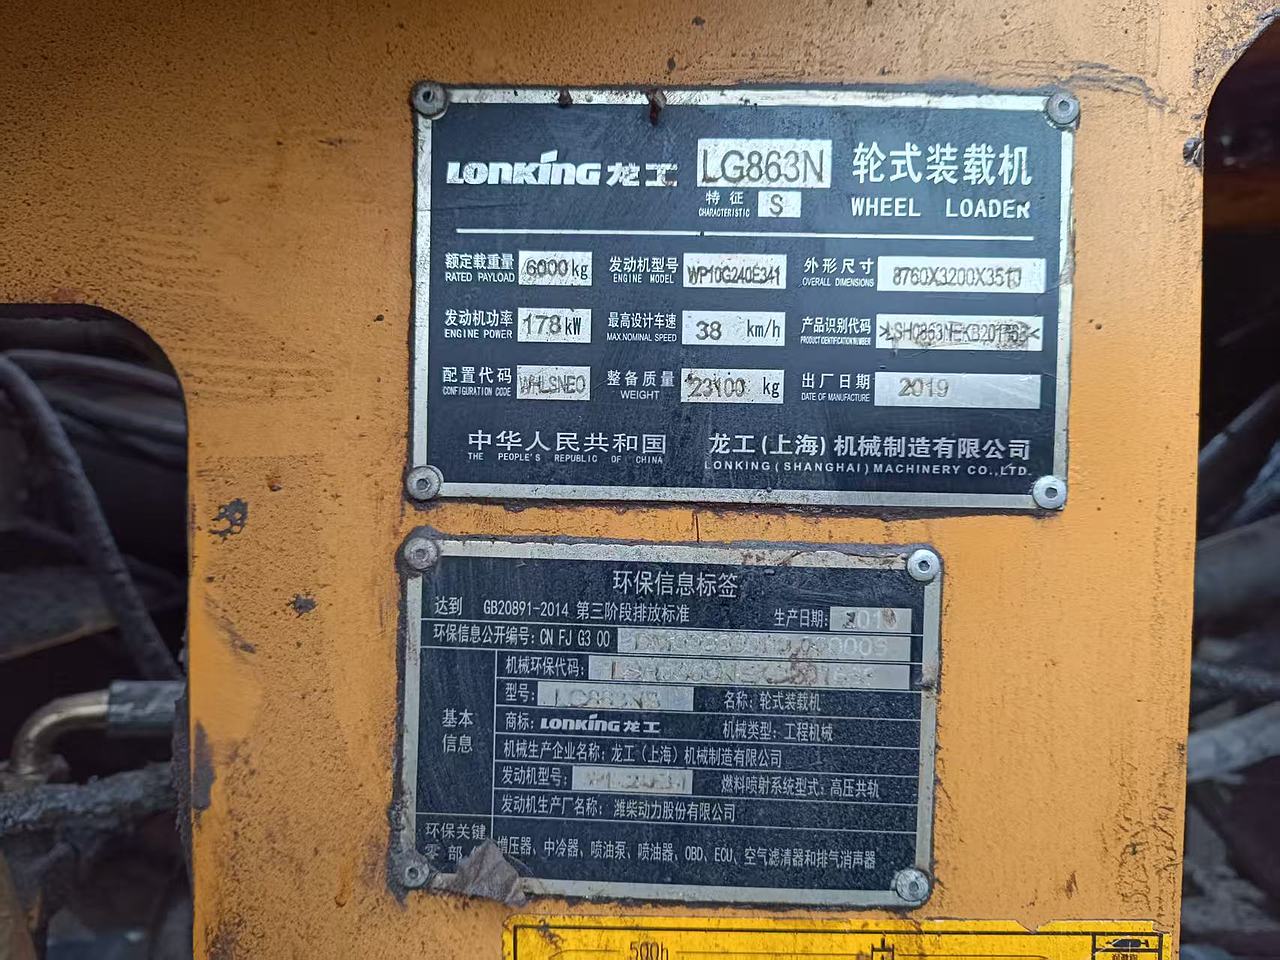 LONKING 龙工 LG863N 轮式装载机
特征 S
CHARACTERISTIC
WHEEL LOADER
额定载重量 6000kg 发动机型号 WP10G240E341 外形尺寸
RATED PAYLOAD ENGINE MODEL OVERALL DIMENSIONS
发动机功率 178kW 最高设计车速 38 km/h 产品识别代码
ENGINE POWER MAX.NOMINAL SPEED PRODUCT IDENTIFICATION NUMBER
配置代码 WHLSNE0 整备质量 23100 kg 出厂日期 2019
CONFIGURATION CODE WEIGHT DATE OF MANUFACTURE
中华人民共和国 龙工(上海)机械制造有限公司
THE PEOPLE'S REPUBLIC OF CHINA LONKING(SHANGHAI)MACHINERY CO.,LTD.
环保信息标签
达到 GB20891-2014 第三阶段排放标准 生产日期:
环保信息公开编号: CN FJ G3 00
机械环保代码:
型号: 名称: 轮式装载机
基本信息
商标: LONKING 龙工 机械类型: 工程机械
机械生产企业名称: 龙工(上海)机械制造有限公司
发动机型号: 燃料喷射系统型式: 高压共轨
发动机生产厂名称: 潍柴动力股份有限公司
环保关键
零部 增压器、中冷器、喷油泵、喷油器、OBD、ECU、空气滤清器和排气消声器
500h